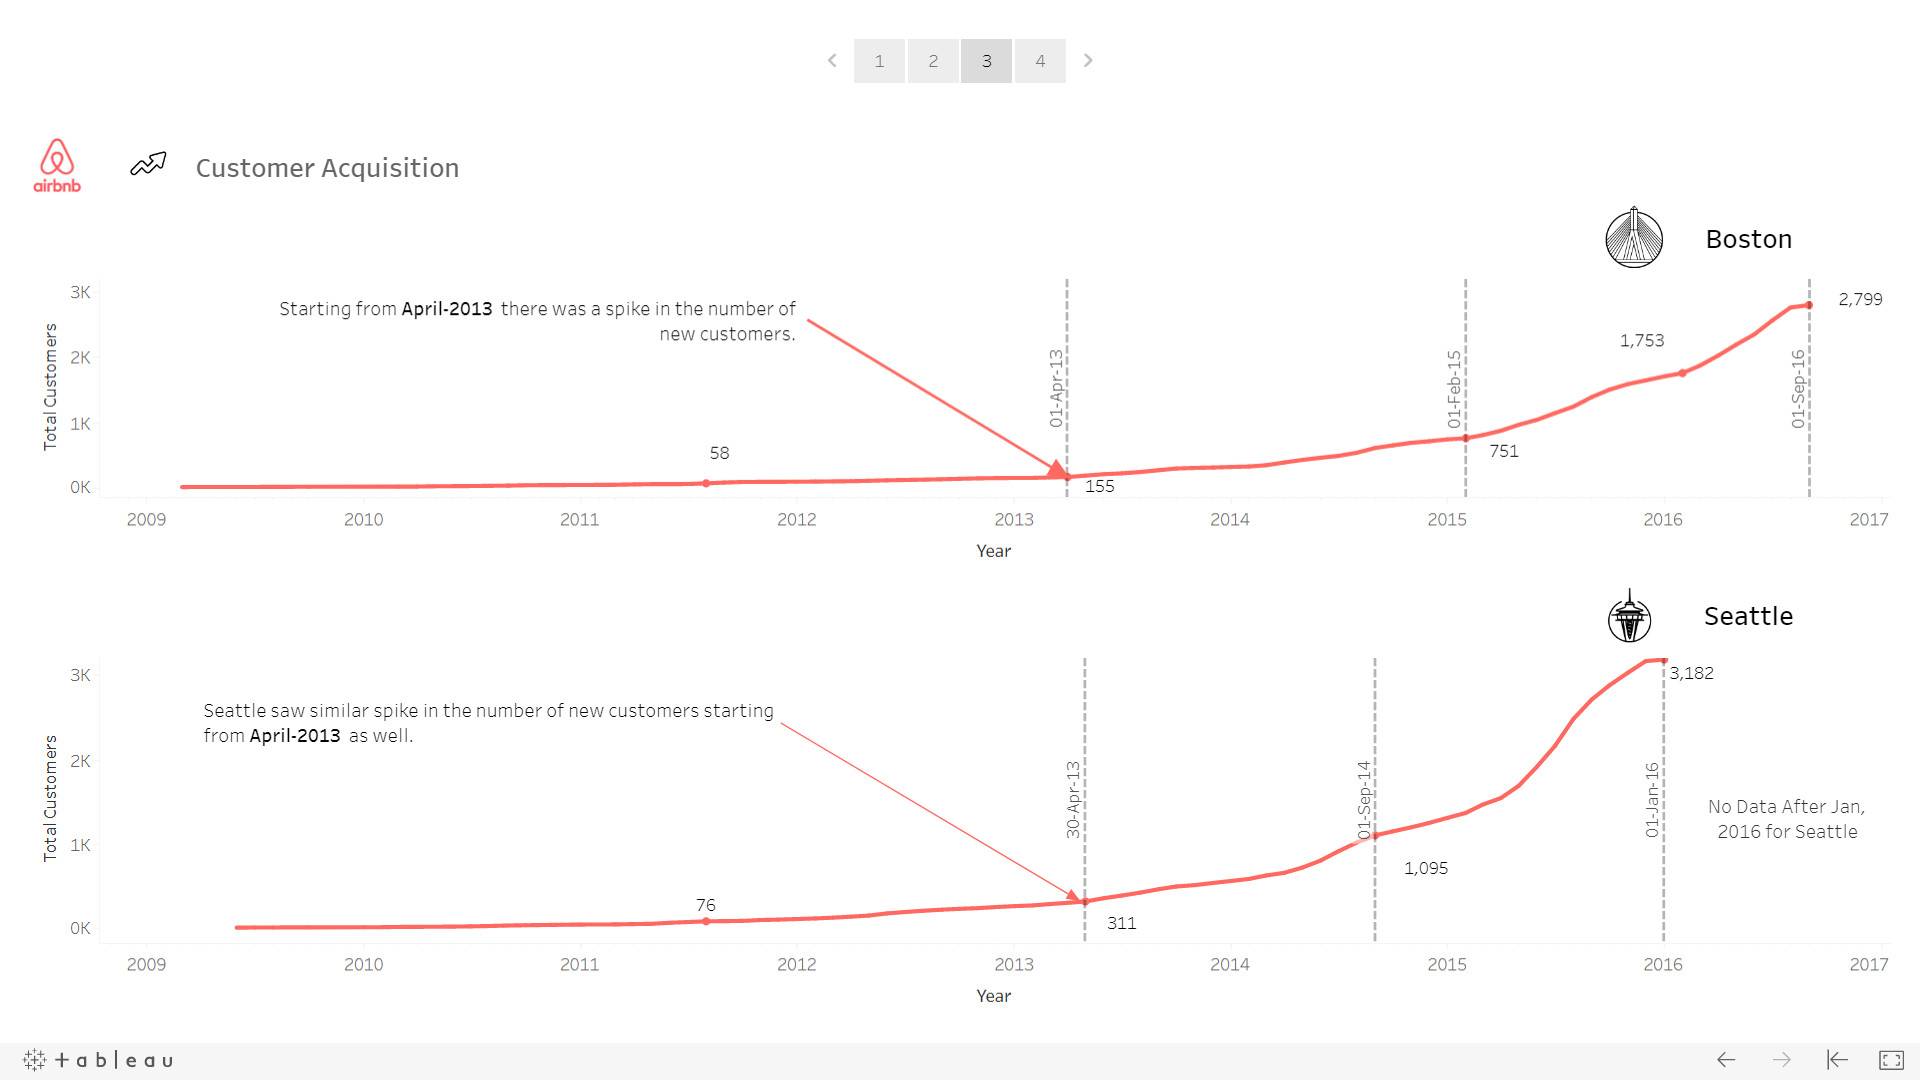 1 2 3 4
airbnb
Customer Acquisition
Boston
Starting from April-2013 there was a spike in the number of
new customers.
Total Customers
3K
2K
1K
0K
58
155
751
1,753
2,799
01-Apr-13
01-Feb-15
01-Sep-16
2009 2010 2011 2012 2013 2014 2015 2016 2017
Year
Seattle
Seattle saw similar spike in the number of new customers starting
from April-2013 as well.
Total Customers
3K
2K
1K
0K
76
311
1,095
3,182
30-Apr-13
01-Sep-14
01-Jan-16
No Data After Jan,
2016 for Seattle
2009 2010 2011 2012 2013 2014 2015 2016 2017
Year
+ableau